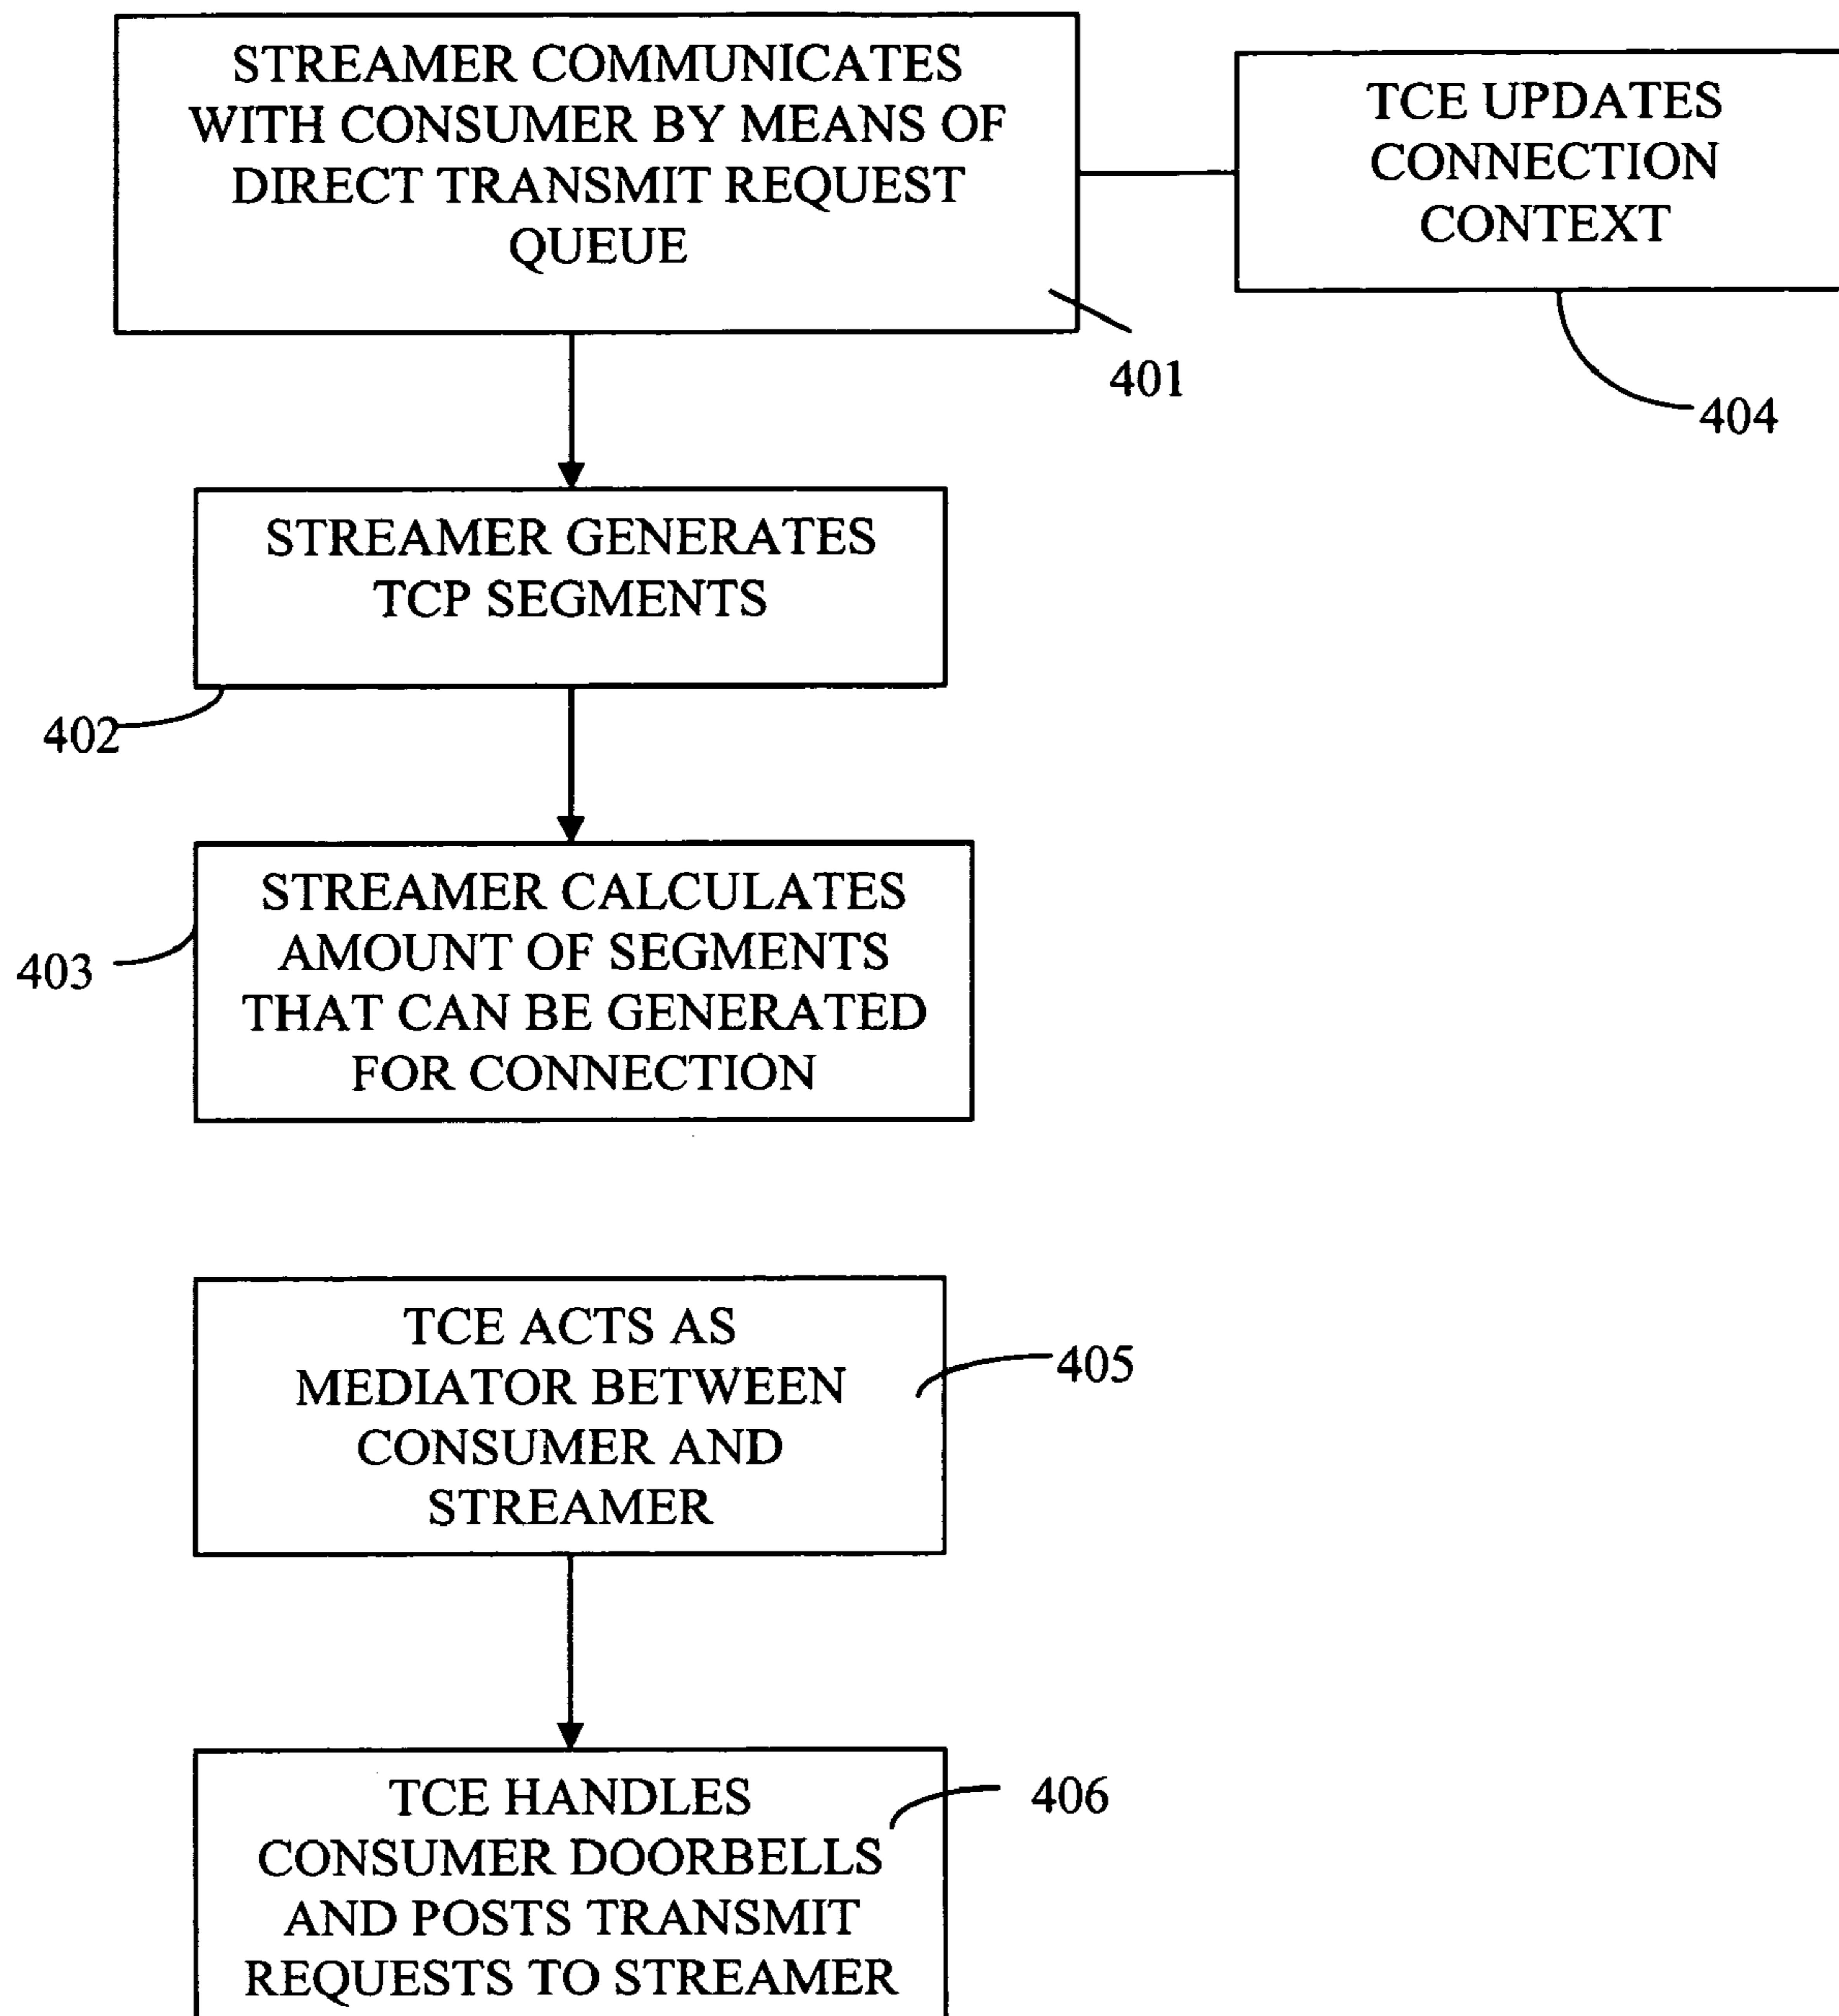 STREAMER COMMUNICATES
WITH CONSUMER BY MEANS OF
DIRECT TRANSMIT REQUEST
QUEUE
401
TCE UPDATES
CONNECTION
CONTEXT
404
STREAMER GENERATES
TCP SEGMENTS
402
STREAMER CALCULATES
AMOUNT OF SEGMENTS
THAT CAN BE GENERATED
FOR CONNECTION
403
TCE ACTS AS
MEDIATOR BETWEEN
CONSUMER AND
STREAMER
405
TCE HANDLES
CONSUMER DOORBELLS
AND POSTS TRANSMIT
REQUESTS TO STREAMER
406